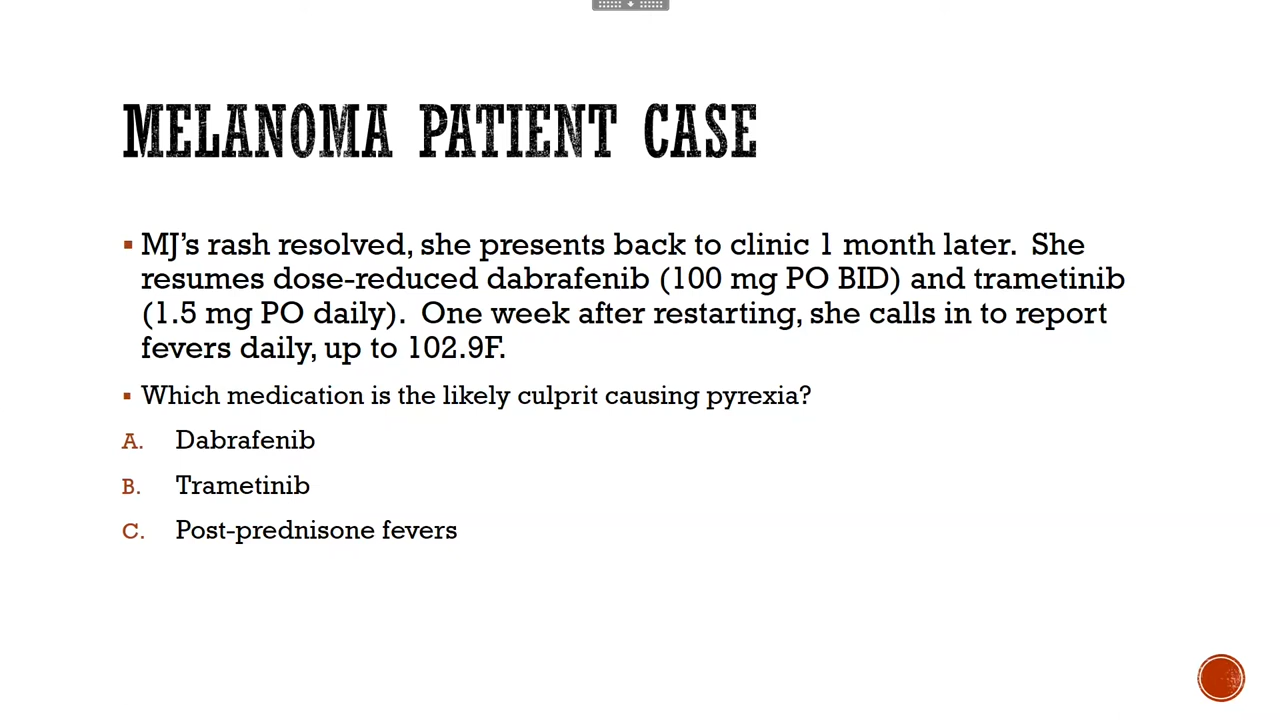 MELANOMA PATIENT CASE
▪ MJ's rash resolved, she presents back to clinic 1 month later. She
resumes dose-reduced dabrafenib (100 mg PO BID) and trametinib
(1.5 mg PO daily). One week after restarting, she calls in to report
fevers daily, up to 102.9F.
▪ Which medication is the likely culprit causing pyrexia?
A. Dabrafenib
B. Trametinib
C. Post-prednisone fevers